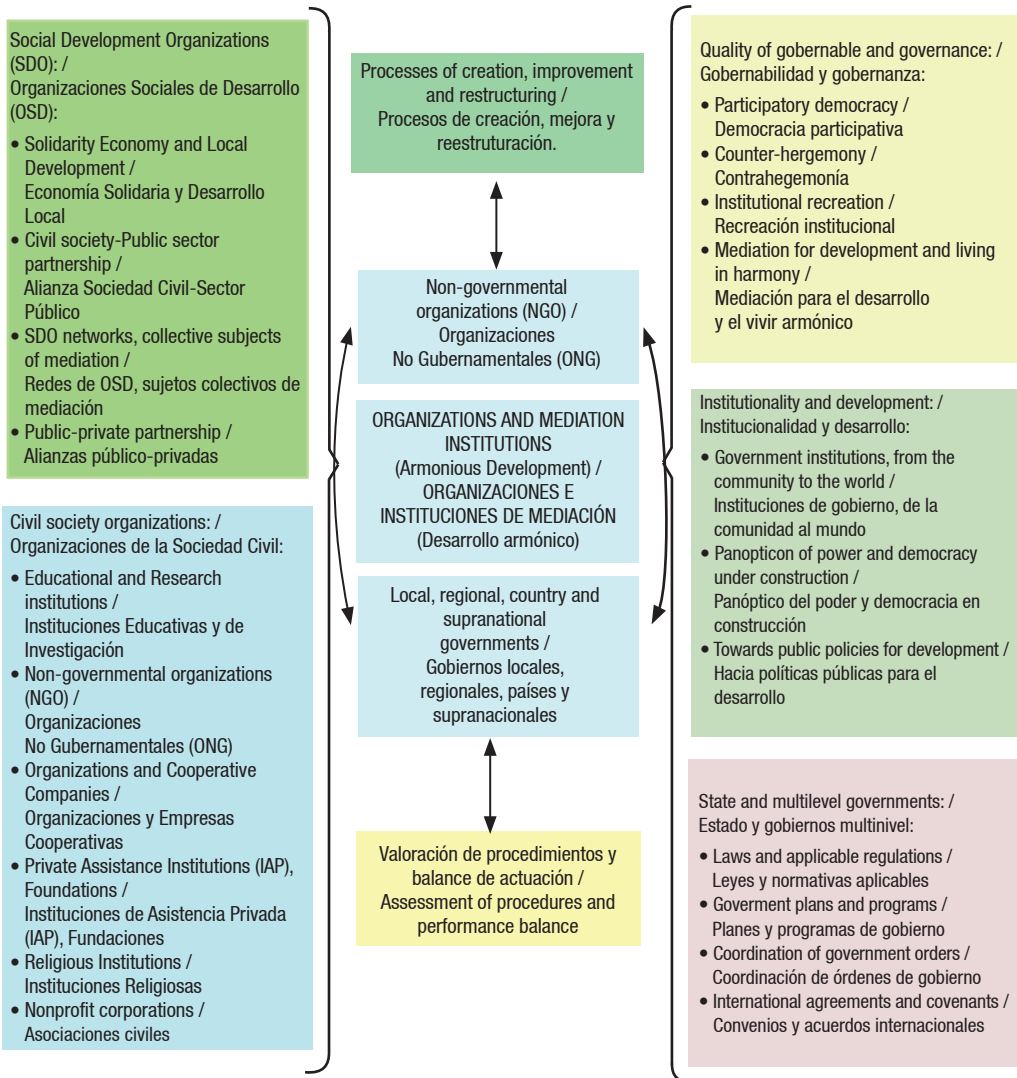 Social Development Organizations
(SDO): /
Organizaciones Sociales de Desarrollo
(OSD):
• Solidarity Economy and Local
Development /
Economía Solidaria y Desarrollo
Local
• Civil society-Public sector
partnership /
Alianza Sociedad Civil-Sector
Público
• SDO networks, collective subjects
of mediation /
Redes de OSD, sujetos colectivos de
mediación
• Public-private partnership /
Alianzas público-privadas
Civil society organizations: /
Organizaciones de la Sociedad Civil:
• Educational and Research
institutions /
Instituciones Educativas y de
Investigación
• Non-governmental organizations
(NGO) /
Organizaciones
No Gubernamentales (ONG)
• Organizations and Cooperative
Companies /
Organizaciones y Empresas
Cooperativas
• Private Assistance Institutions (IAP),
Foundations /
Instituciones de Asistencia Privada
(IAP), Fundaciones
• Religious Institutions /
Instituciones Religiosas
• Nonprofit corporations /
Asociaciones civiles
Processes of creation, improvement
and restructuring /
Procesos de creación, mejora y
reestruturación.
Non-governmental
organizations (NGO) /
Organizaciones
No Gubernamentales (ONG)
ORGANIZATIONS AND MEDIATION
INSTITUTIONS
(Armonious Development) /
ORGANIZACIONES E
INSTITUCIONES DE MEDIACIÓN
(Desarrollo armónico)
Local, regional, country and
supranational
governments /
Gobiernos locales,
regionales, países y
supranacionales
Valoración de procedimientos y
balance de actuación /
Assessment of procedures and
performance balance
Quality of gobernable and governance: /
Gobernabilidad y gobernanza:
• Participatory democracy /
Democracia participativa
• Counter-hergemony /
Contrahegemonía
• Institutional recreation /
Recreación institucional
• Mediation for development and living
in harmony /
Mediación para el desarrollo
y el vivir armónico
Institutionality and development: /
Institucionalidad y desarrollo:
• Government institutions, from the
community to the world /
Instituciones de gobierno, de la
comunidad al mundo
• Panopticon of power and democracy
under construction /
Panóptico del poder y democracia en
construcción
• Towards public policies for development /
Hacia políticas públicas para el
desarrollo
State and multilevel governments: /
Estado y gobiernos multinivel:
• Laws and applicable regulations /
Leyes y normativas aplicables
• Goverment plans and programs /
Planes y programas de gobierno
• Coordination of government orders /
Coordinación de órdenes de gobierno
• International agreements and covenants /
Convenios y acuerdos internacionales